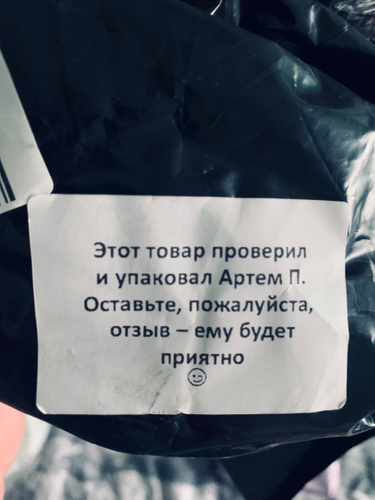 Этот товар проверил
и упаковал Артем П.
Оставьте, пожалуйста,
отзыв – ему будет
приятно
😉